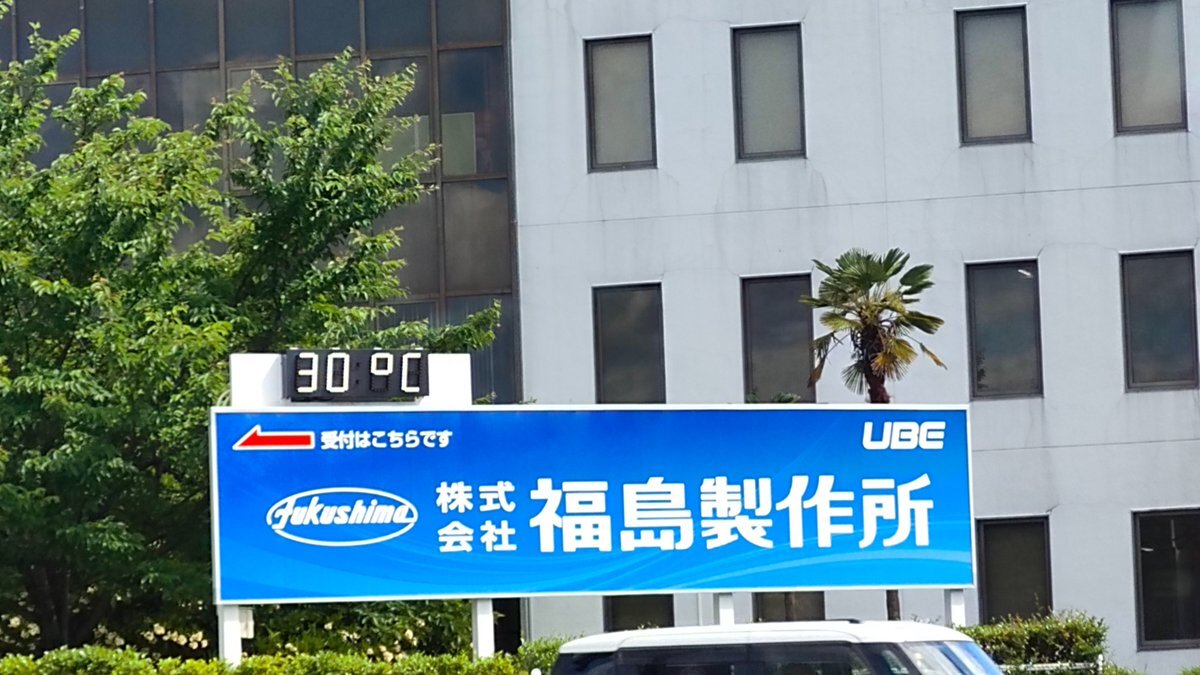 30 °C
受付はこちらです
UBE
Fukushima
株式会社 福島製作所